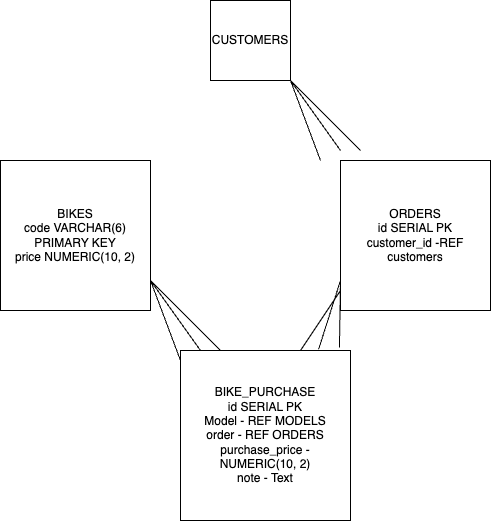 CUSTOMERS
BIKES
code VARCHAR(6)
PRIMARY KEY
price NUMERIC(10, 2)
ORDERS
id SERIAL PK
customer_id -REF
customers
BIKE_PURCHASE
id SERIAL PK
Model - REF MODELS
order - REF ORDERS
purchase_price -
NUMERIC(10, 2)
note - Text